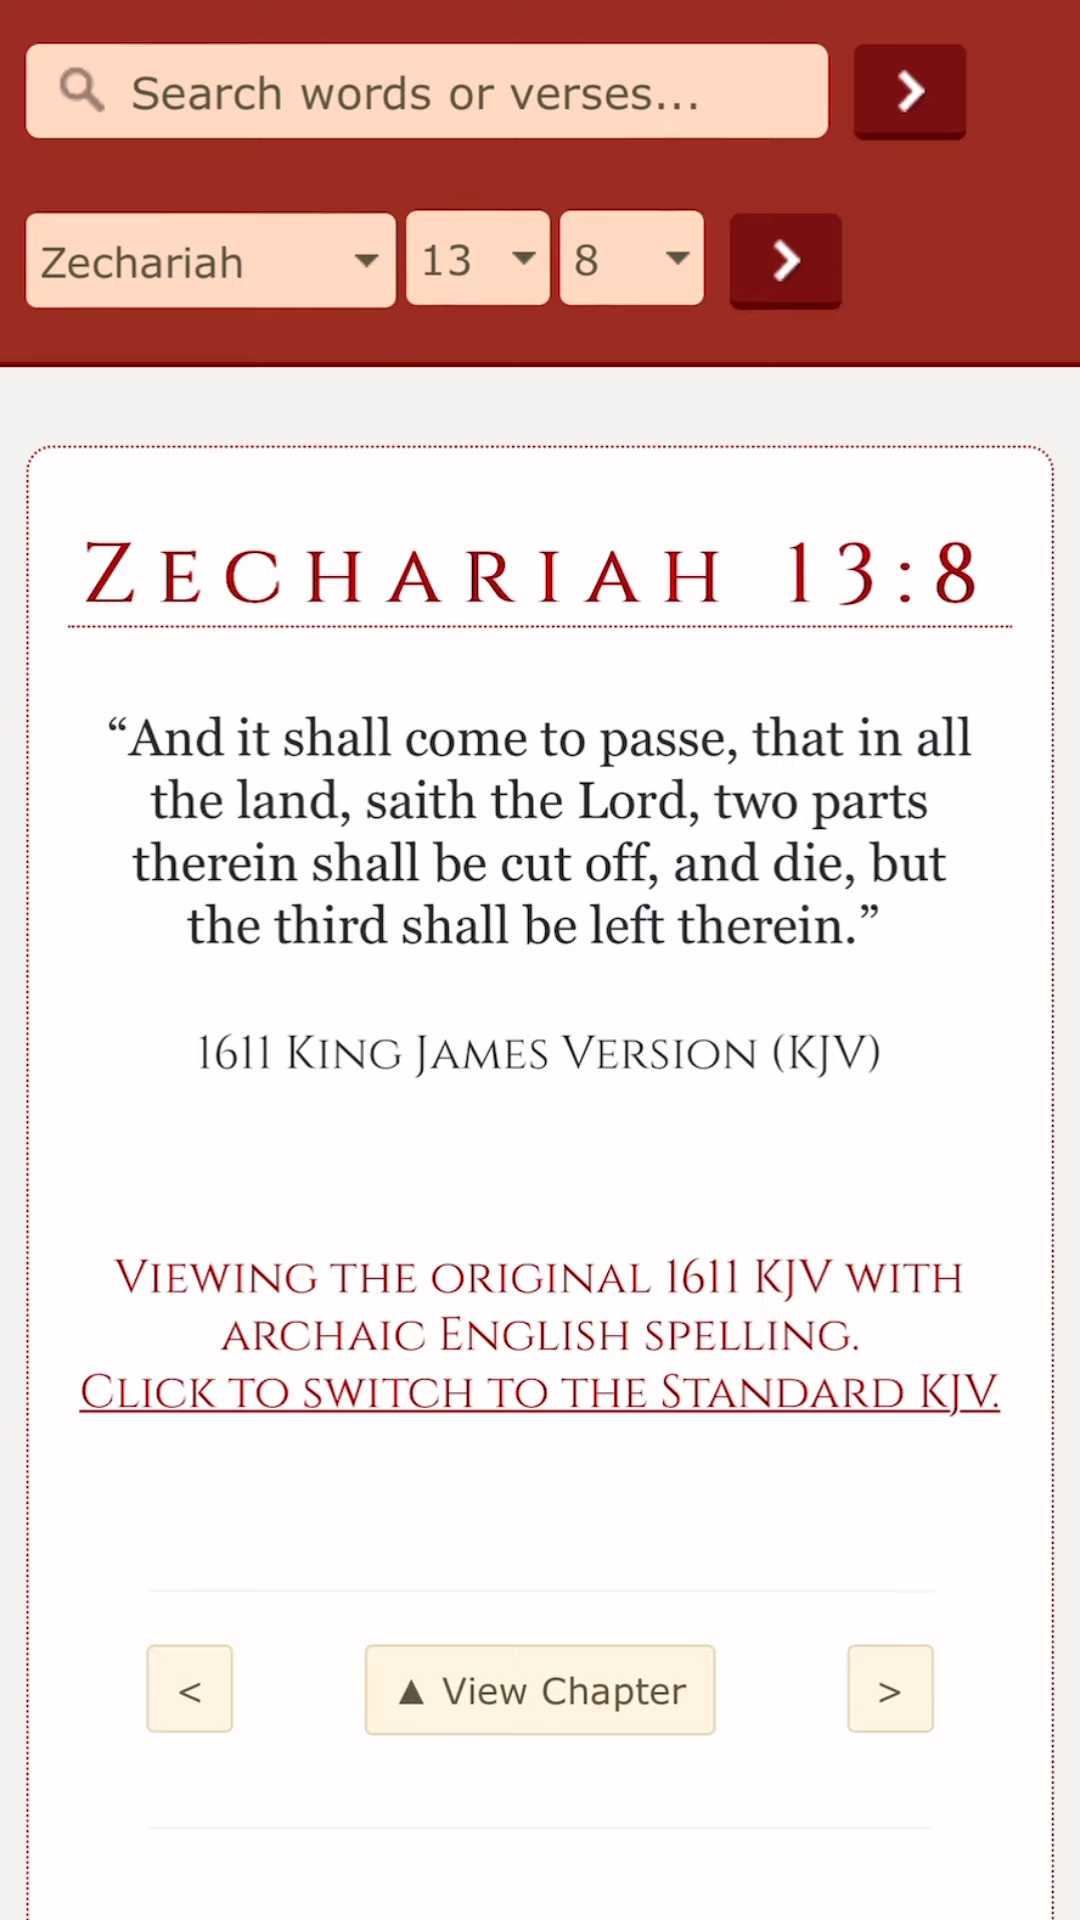 Search words or verses...
Zechariah 13 8
Zechariah 13:8
“And it shall come to passe, that in all
the land, saith the Lord, two parts
therein shall be cut off, and die, but
the third shall be left therein.”
1611 King James Version (KJV)
Viewing the original 1611 KJV with
archaic English spelling.
Click to switch to the Standard KJV.
< ▲ View Chapter >